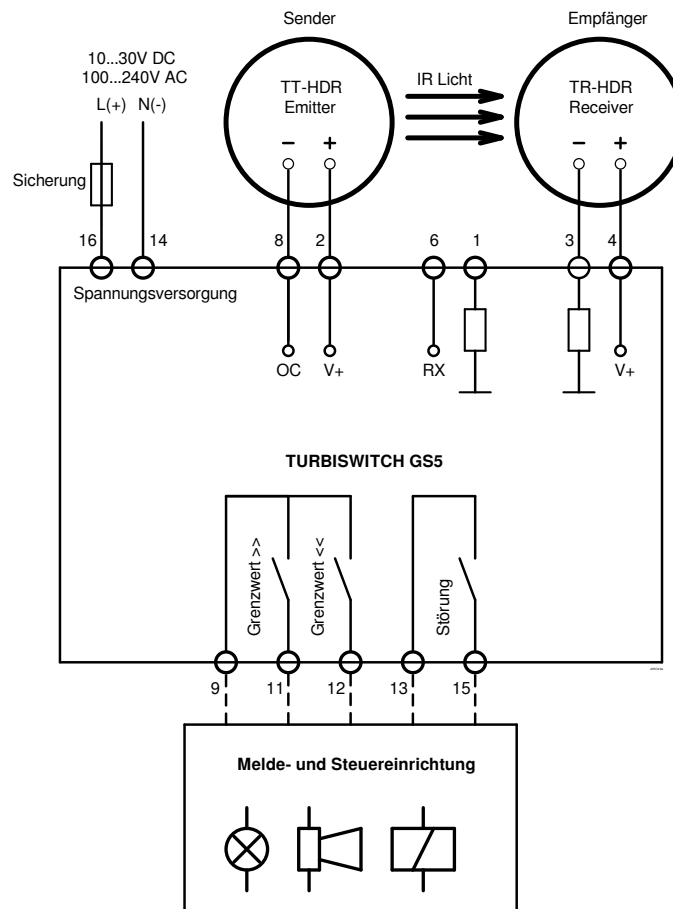 Sender
Empfänger
10...30V DC
100...240V AC
L(+) N(-)
TT-HDR
Emitter
IR Licht
TR-HDR
Receiver
– +
– +
Sicherung
16 14 8 2 6 1 3 4
Spannungsversorgung
OC V+ RX V+
TURBISWITCH GS5
Grenzwert >>
Grenzwert <<
Störung
9 11 12 13 15
Melde- und Steuereinrichtung